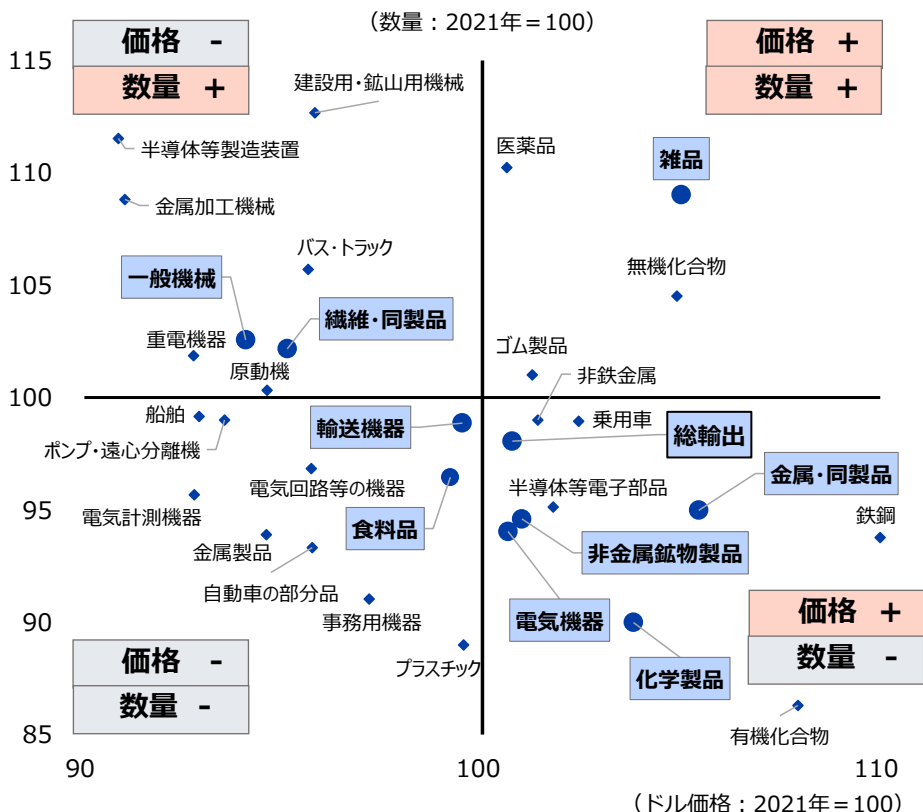 （数量：2021年＝100）
価格 -
数量 +
価格 +
数量 +
115
建設用・鉱山用機械
半導体等製造装置
医薬品
雑品
110
金属加工機械
バス・トラック
無機化合物
一般機械
105
繊維・同製品
重電機器
ゴム製品
原動機
非鉄金属
100
船舶
輸送機器
乗用車
総輸出
ポンプ・遠心分離機
電気回路等の機器
半導体等電子部品
金属・同製品
電気計測機器
95
食料品
鉄鋼
金属製品
非金属鉱物製品
自動車の部分品
価格 +
数量 -
事務用機器
電気機器
90
価格 -
数量 -
プラスチック
化学製品
有機化合物
85
90
100
110
（ドル価格：2021年＝100）